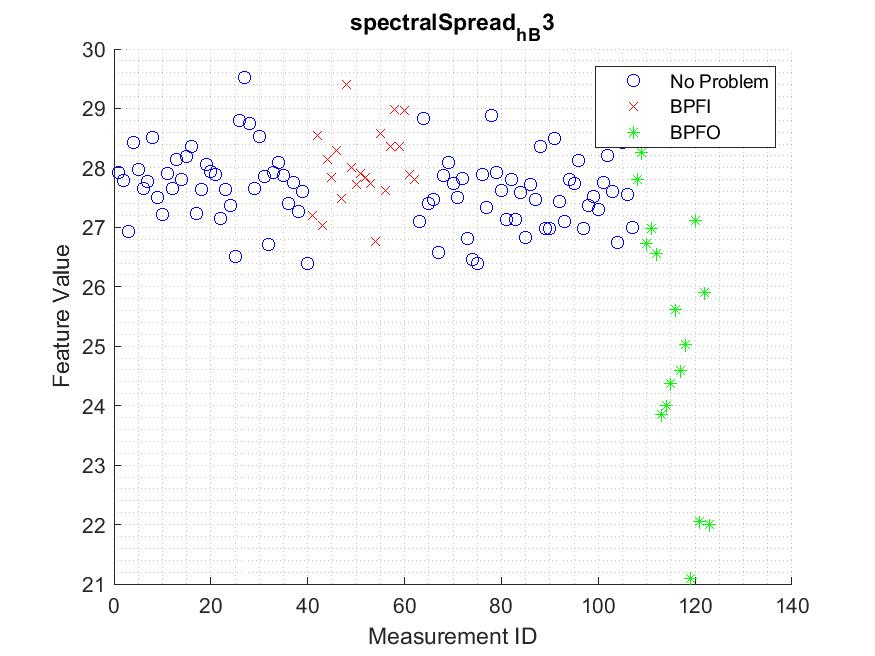 spectralSpread_hB3
No Problem
BPFI
BPFO
30
29
28
27
26
25
24
23
22
21
Feature Value
0 20 40 60 80 100 120 140
Measurement ID